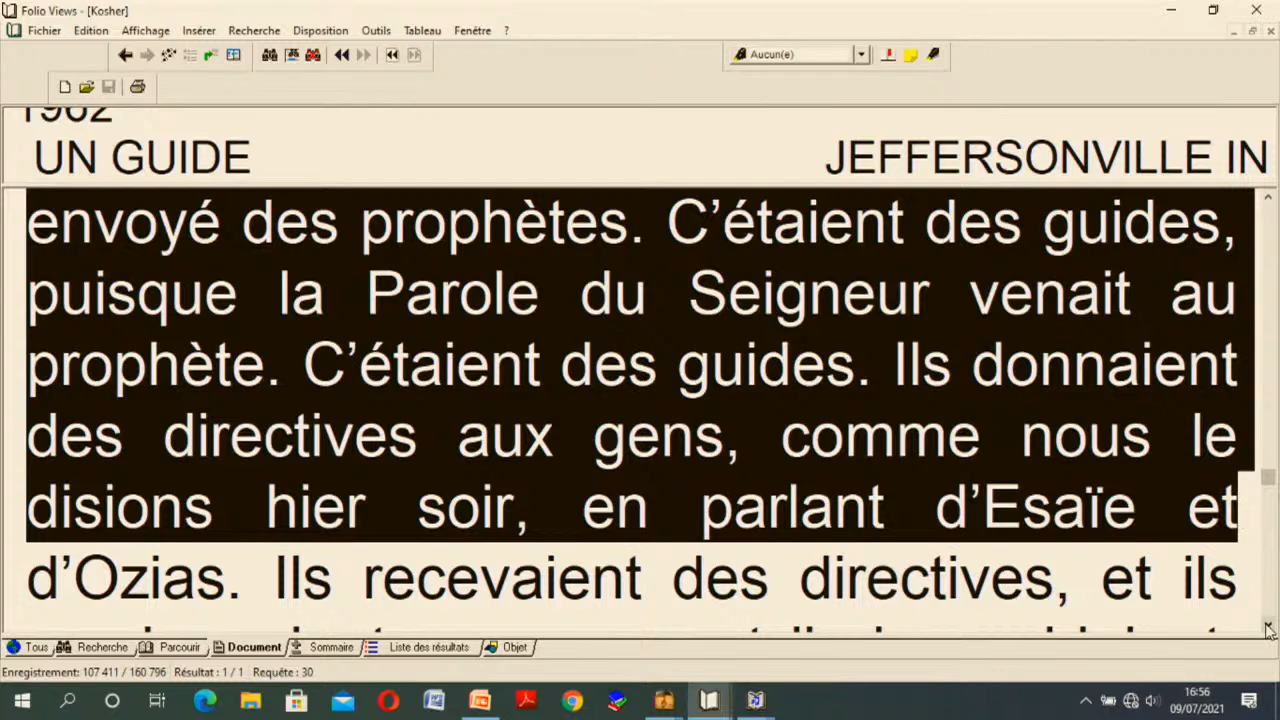 Folio Views - [Kosher]
Fichier Edition Affichage Insérer Recherche Disposition Outils Tableau Fenêtre ?
Aucun(e)
1962
UN GUIDE JEFFERSONVILLE IN
envoyé des prophètes. C’étaient des guides,
puisque la Parole du Seigneur venait au
prophète. C’étaient des guides. Ils donnaient
des directives aux gens, comme nous le
disions hier soir, en parlant d’Esaïe et
d’Ozias. Ils recevaient des directives, et ils
Tous Recherche Parcourir Document Sommaire Liste des résultats Objet
Enregistrement: 107 411 / 160 796 Résultat : 1 / 1 Requête : 30
16:56
09/07/2021